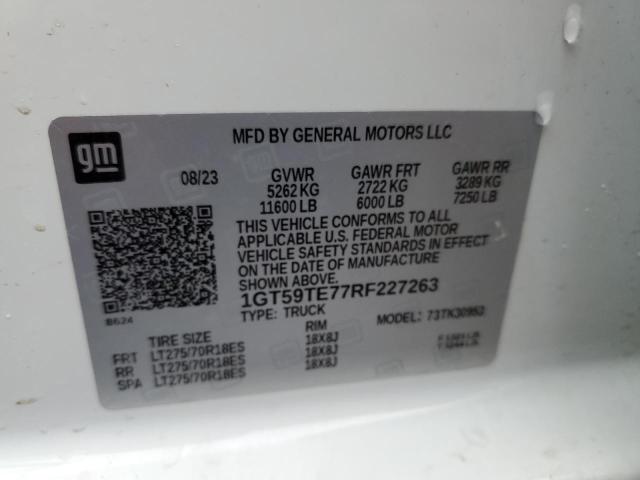 gm
MFD BY GENERAL MOTORS LLC
08/23 GVWR GAWR FRT GAWR RR
5262 KG 2722 KG 3289 KG
11600 LB 6000 LB 7250 LB
THIS VEHICLE CONFORMS TO ALL
APPLICABLE U.S. FEDERAL MOTOR
VEHICLE SAFETY STANDARDS IN EFFECT
ON THE DATE OF MANUFACTURE
SHOWN ABOVE.
1GT59TE77RF227263
B624
TYPE: TRUCK MODEL: 73TK30953
TIRE SIZE RIM
FRT LT275/70R18ES 18X8J
RR LT275/70R18ES 18X8J
SPA LT275/70R18ES 18X8J